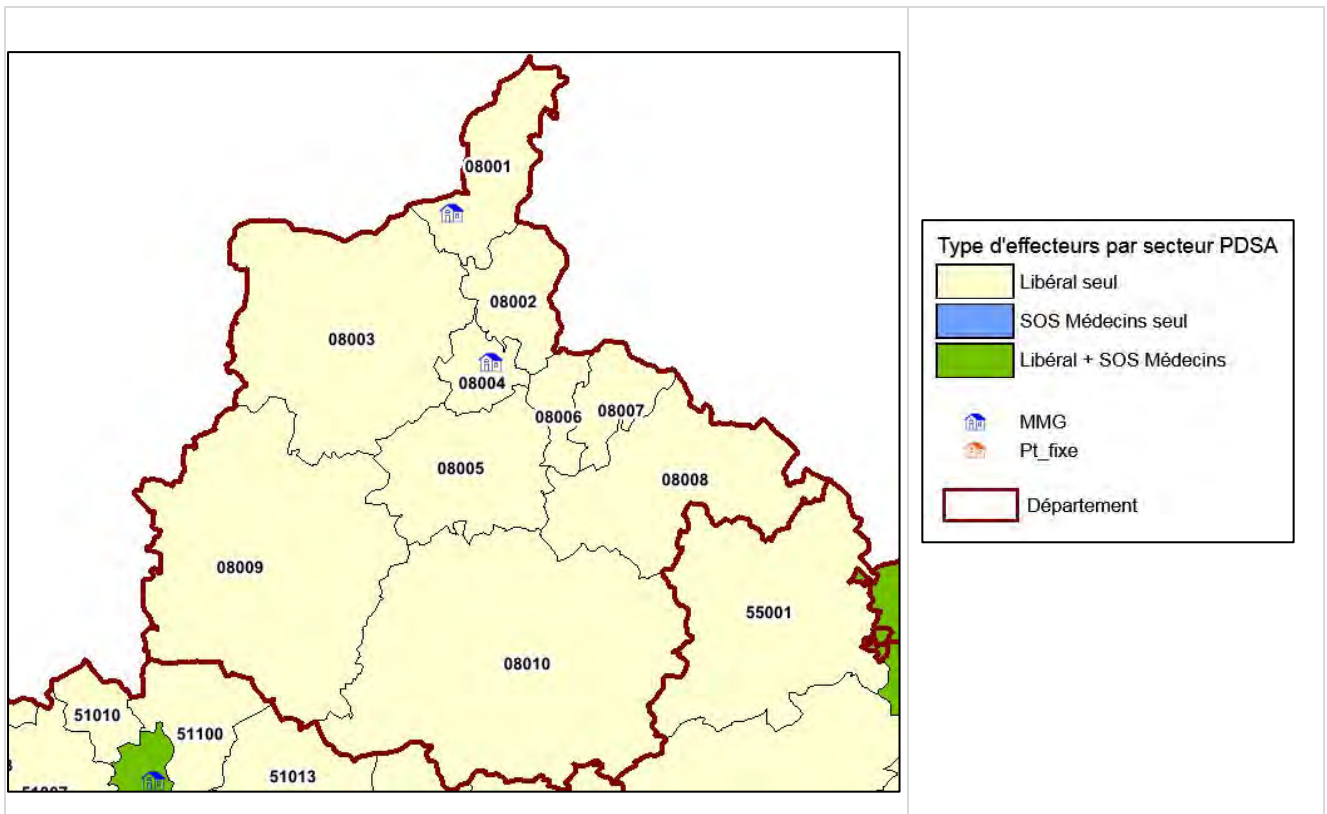 08001
08002
08003
08004
08006
08007
08005
08008
08009
55001
08010
51010
51100
51013
Type d'effecteurs par secteur PDSA
Libéral seul
SOS Médecins seul
Libéral + SOS Médecins
MMG
Pt_fixe
Département